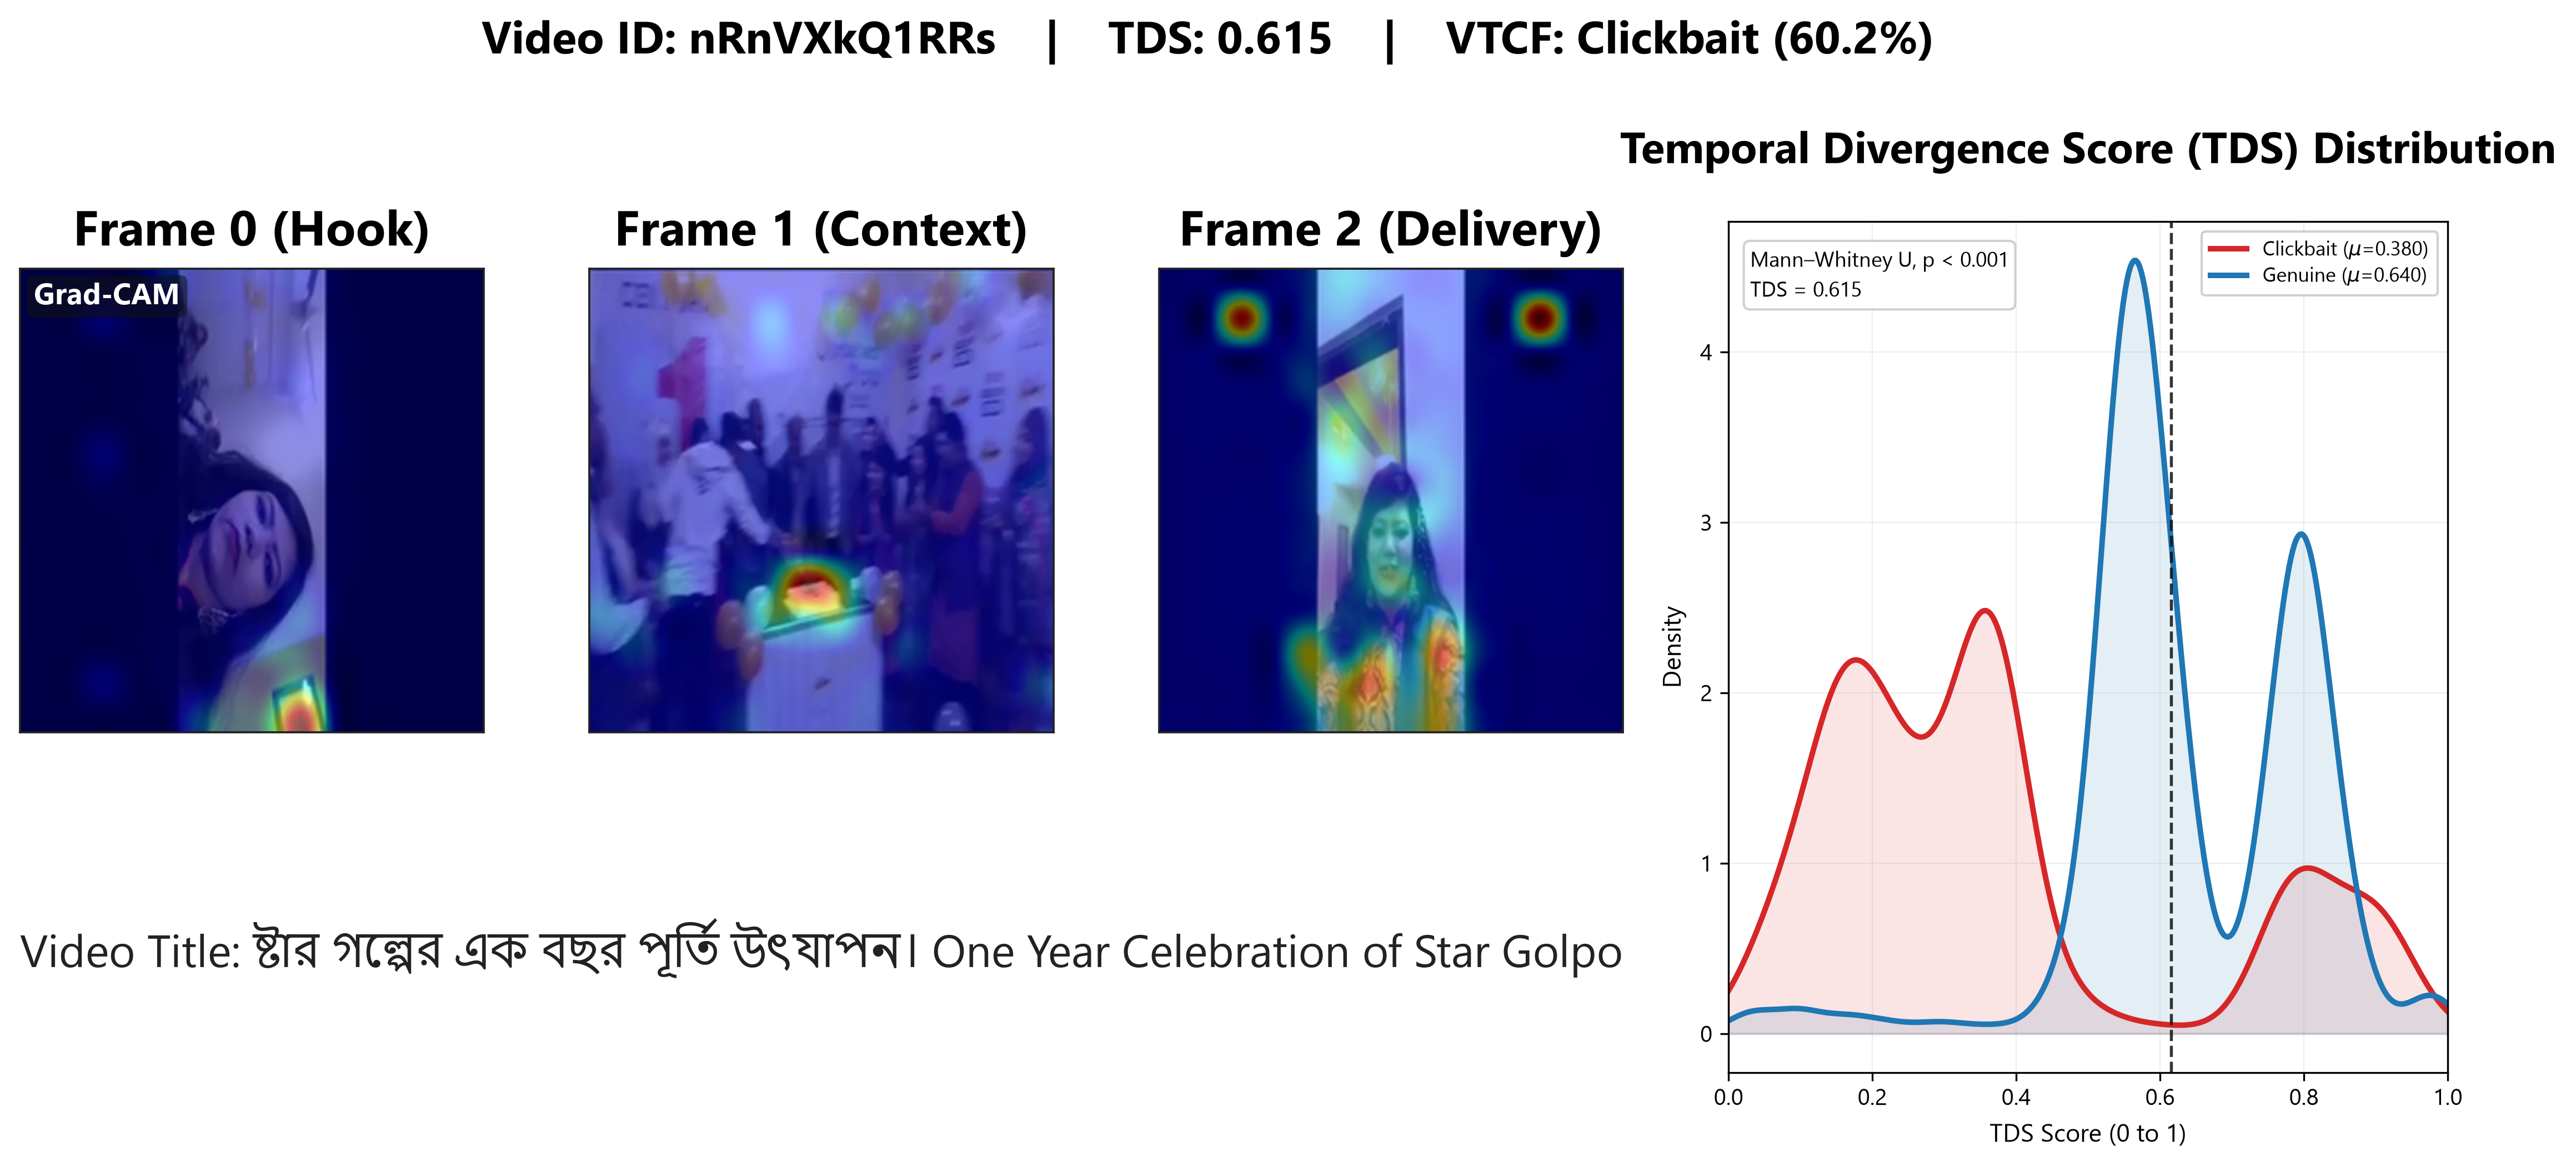 Video ID: nRnVXkQ1RRs | TDS: 0.615 | VTCF: Clickbait (60.2%)
Frame 0 (Hook)
Grad-CAM
Frame 1 (Context)
Frame 2 (Delivery)
Video Title: ষ্টার গল্পের এক বছর পূর্তি উৎযাপন। One Year Celebration of Star Golpo
Temporal Divergence Score (TDS) Distribution
Mann–Whitney U, p < 0.001
TDS = 0.615
Clickbait (μ=0.380)
Genuine (μ=0.640)
Density
4
3
2
1
0
0.0 0.2 0.4 0.6 0.8 1.0
TDS Score (0 to 1)